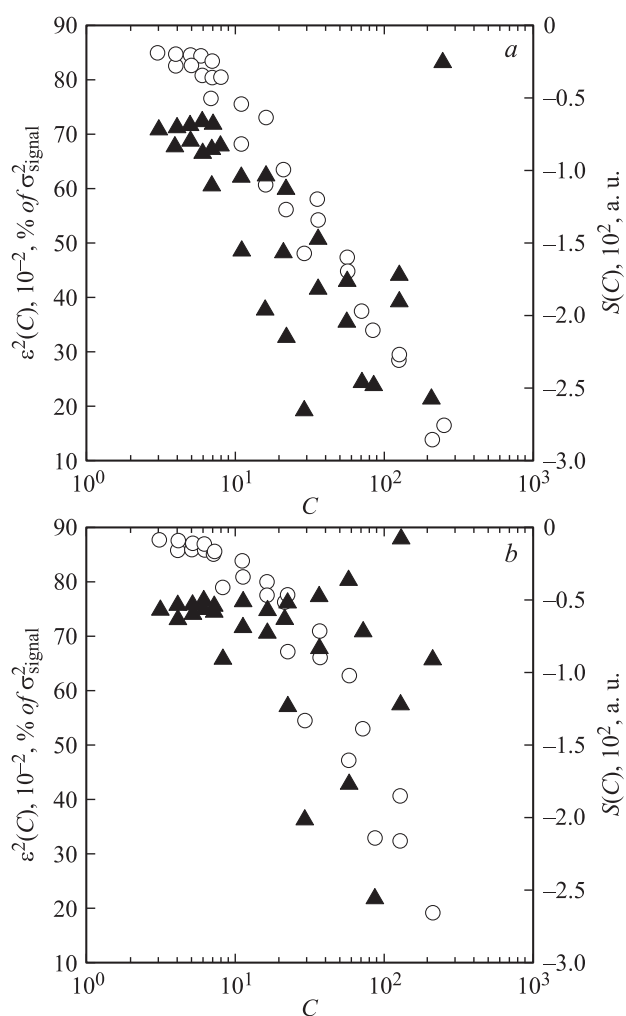 90 0
a
80 –0.5
70 –1.0
60
50 –1.5
40 –2.0
30
20 –2.5
10 –3.0
ε²(C), 10⁻², % of σ²signal
S(C), 10², a. u.
10⁰ 10¹ 10² 10³
C
90 0
b
80 –0.5
70 –1.0
60
50 –1.5
40 –2.0
30
20 –2.5
10 –3.0
ε²(C), 10⁻², % of σ²signal
S(C), 10², a. u.
10⁰ 10¹ 10² 10³
C